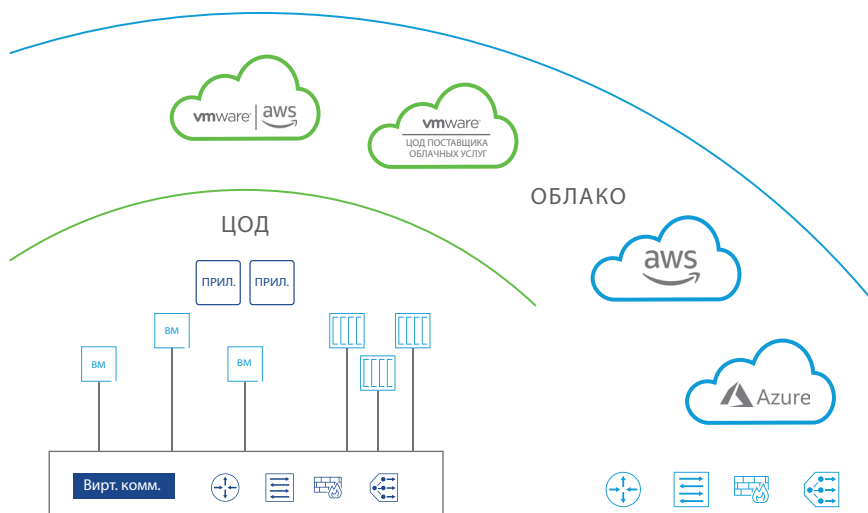 vmware | aws
vmware
ЦОД ПОСТАВЩИКА
ОБЛАЧНЫХ УСЛУГ
ОБЛАКО
ЦОД
aws
ПРИЛ. ПРИЛ.
ВМ
ВМ
ВМ
Azure
Вирт. комм.